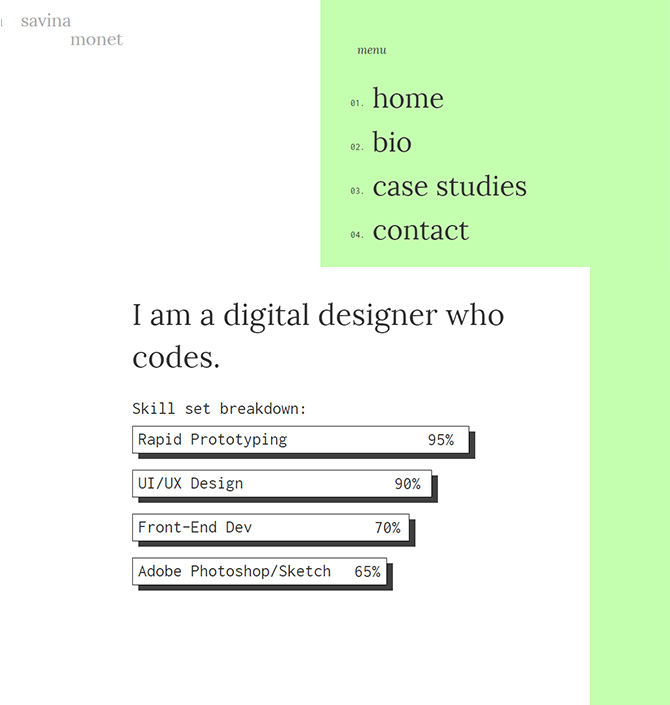 savina
monet
menu
01. home
02. bio
03. case studies
04. contact
I am a digital designer who
codes.
Skill set breakdown:
Rapid Prototyping 95%
UI/UX Design 90%
Front-End Dev 70%
Adobe Photoshop/Sketch 65%